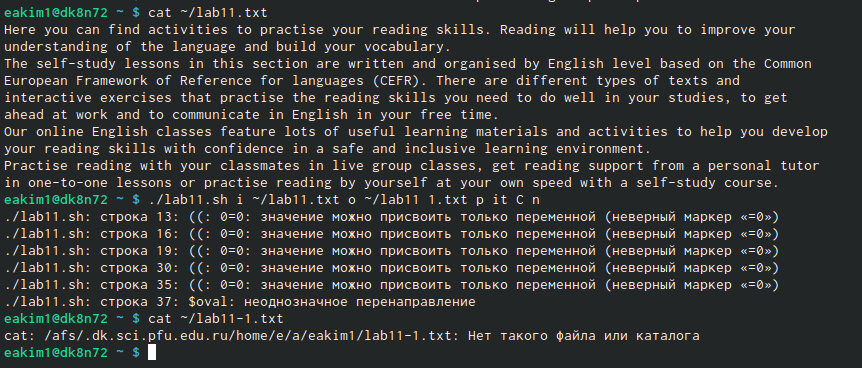 eakim1@dk8n72 ~ $ cat ~/lab11.txt
Here you can find activities to practise your reading skills. Reading will help you to improve your
understanding of the language and build your vocabulary.
The self-study lessons in this section are written and organised by English level based on the Common
European Framework of Reference for languages (CEFR). There are different types of texts and
interactive exercises that practise the reading skills you need to do well in your studies, to get
ahead at work and to communicate in English in your free time.
Our online English classes feature lots of useful learning materials and activities to help you develop
your reading skills with confidence in a safe and inclusive learning environment.
Practise reading with your classmates in live group classes, get reading support from a personal tutor
in one-to-one lessons or practise reading by yourself at your own speed with a self-study course.
eakim1@dk8n72 ~ $ ./lab11.sh i ~/lab11.txt o ~/lab11 1.txt p it C n
./lab11.sh: строка 13: ((: 0=0: значение можно присвоить только переменной (неверный маркер «=0»)
./lab11.sh: строка 16: ((: 0=0: значение можно присвоить только переменной (неверный маркер «=0»)
./lab11.sh: строка 19: ((: 0=0: значение можно присвоить только переменной (неверный маркер «=0»)
./lab11.sh: строка 30: ((: 0=0: значение можно присвоить только переменной (неверный маркер «=0»)
./lab11.sh: строка 35: ((: 0=0: значение можно присвоить только переменной (неверный маркер «=0»)
./lab11.sh: строка 37: $oval: неоднозначное перенаправление
eakim1@dk8n72 ~ $ cat ~/lab11-1.txt
cat: /afs/.dk.sci.pfu.edu.ru/home/e/a/eakim1/lab11-1.txt: Нет такого файла или каталога
eakim1@dk8n72 ~ $